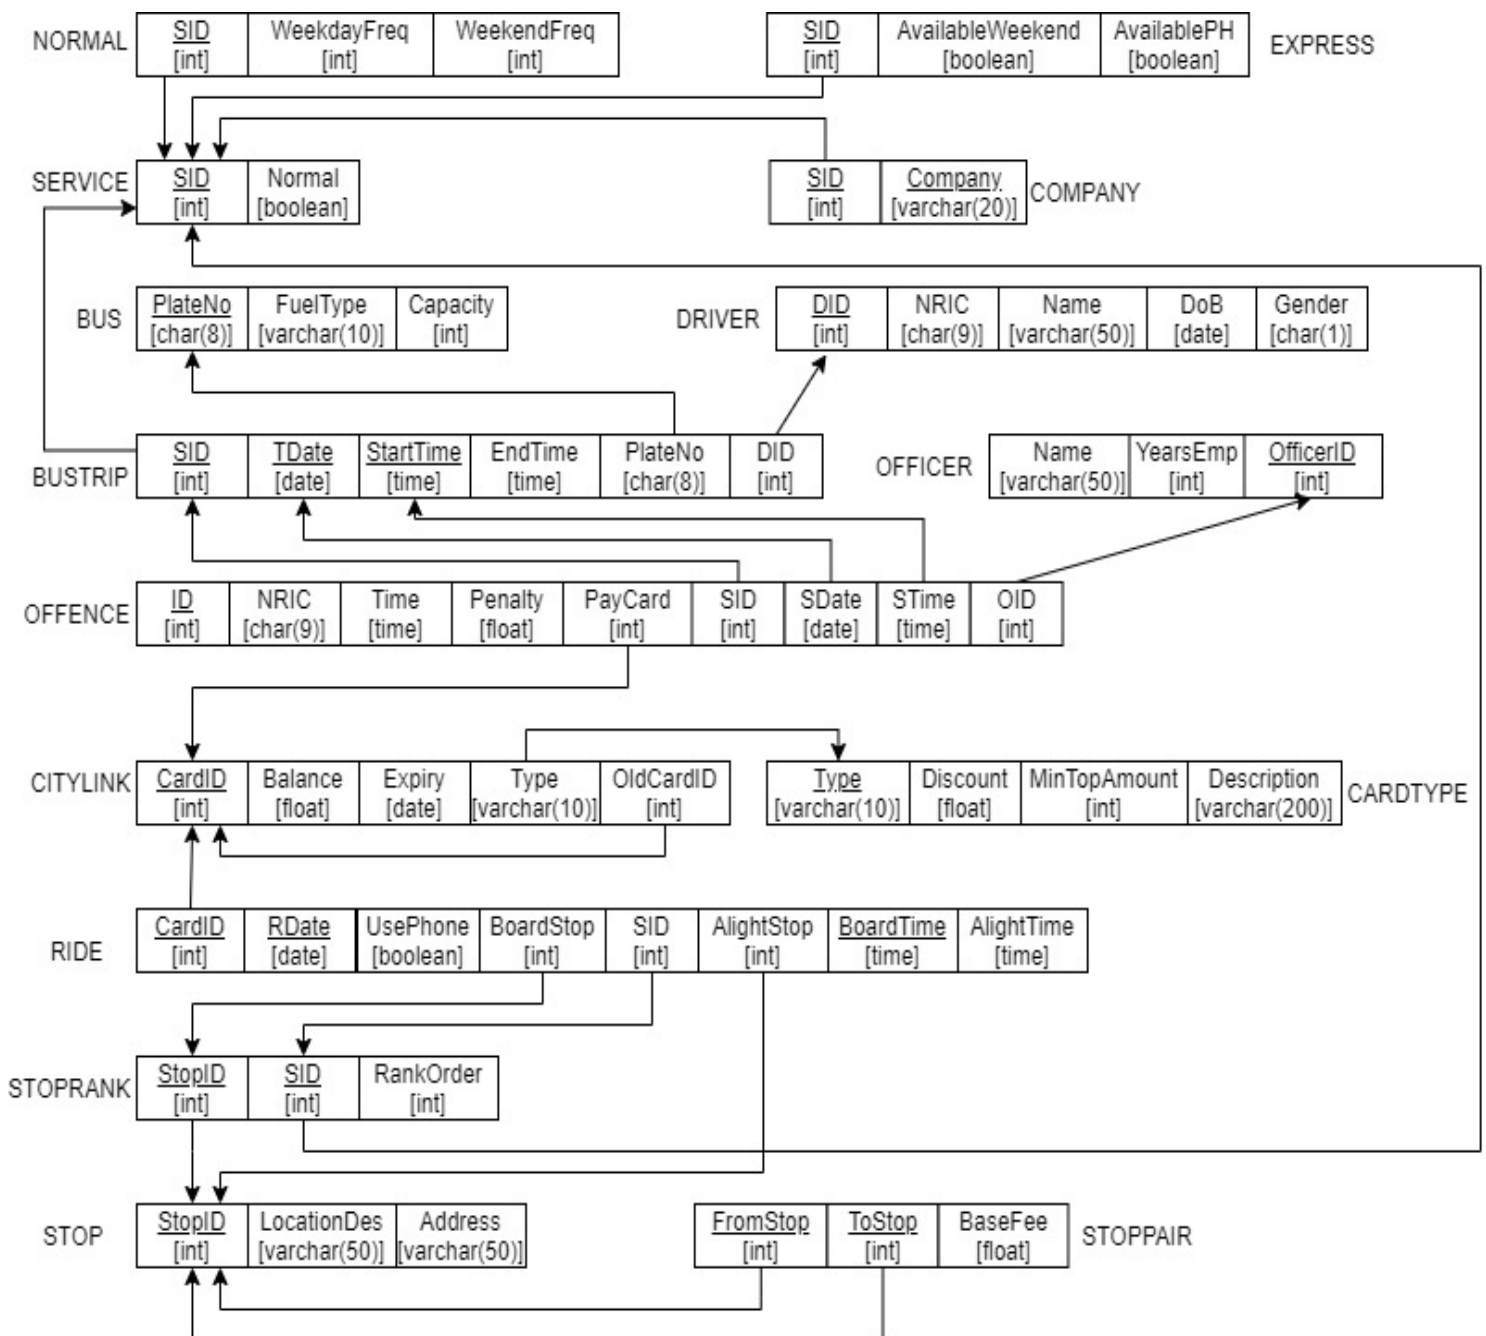 NORMAL SID WeekdayFreq WeekendFreq SID AvailableWeekend AvailablePH EXPRESS
[int] [int] [int] [int] [boolean] [boolean]
SERVICE SID Normal SID Company COMPANY
[int] [boolean] [int] [varchar(20)]
BUS PlateNo FuelType Capacity DRIVER DID NRIC Name DoB Gender
[char(8)] [varchar(10)] [int] [int] [char(9)] [varchar(50)] [date] [char(1)]
BUSTRIP SID TDate StartTime EndTime PlateNo DID OFFICER Name YearsEmp OfficerID
[int] [date] [time] [time] [char(8)] [int] [varchar(50)] [int] [int]
OFFENCE ID NRIC Time Penalty PayCard SID SDate STime OID
[int] [char(9)] [time] [float] [int] [int] [date] [time] [int]
CITYLINK CardID Balance Expiry Type OldCardID Type Discount MinTopAmount Description CARDTYPE
[int] [float] [date] [varchar(10)] [int] [varchar(10)] [float] [int] [varchar(200)]
RIDE CardID RDate UsePhone BoardStop SID AlightStop BoardTime AlightTime
[int] [date] [boolean] [int] [int] [int] [time] [time]
STOPRANK StopID SID RankOrder
[int] [int] [int]
STOP StopID LocationDes Address FromStop ToStop BaseFee STOPPAIR
[int] [varchar(50)] [varchar(50)] [int] [int] [float]